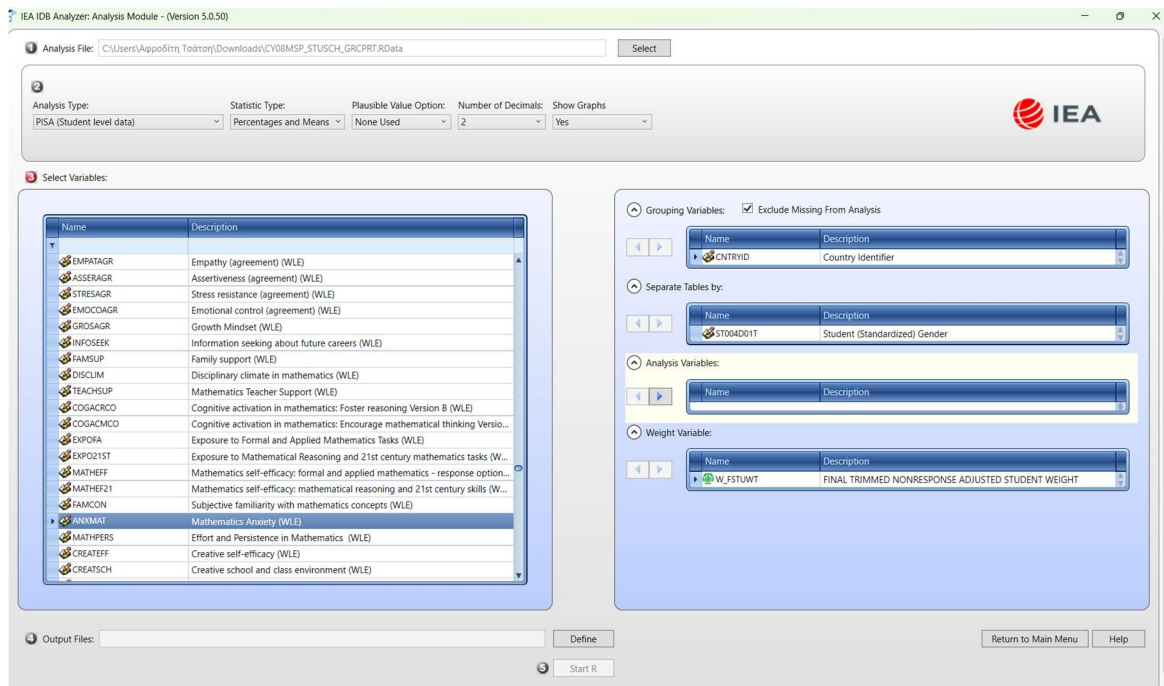 IEA IDB Analyzer: Analysis Module - (Version 5.0.50)
1 Analysis File: C:\Users\Αφροδίτη Τσάτση\Downloads\CY08MSP_STUSCH_GRCPRT.RData Select
2
Analysis Type: Statistic Type: Plausible Value Option: Number of Decimals: Show Graphs
PISA (Student level data) Percentages and Means None Used 2 Yes
IEA
3 Select Variables:
Name Description
EMPATAGR Empathy (agreement) (WLE)
ASSERAGR Assertiveness (agreement) (WLE)
STRESAGR Stress resistance (agreement) (WLE)
EMOCOAGR Emotional control (agreement) (WLE)
GROSAGR Growth Mindset (WLE)
INFOSEEK Information seeking about future careers (WLE)
FAMSUP Family support (WLE)
DISCLIM Disciplinary climate in mathematics (WLE)
TEACHSUP Mathematics Teacher Support (WLE)
COGACRCO Cognitive activation in mathematics: Foster reasoning Version B (WLE)
COGACMCO Cognitive activation in mathematics: Encourage mathematical thinking Versio...
EXPOFA Exposure to Formal and Applied Mathematics Tasks (WLE)
EXPO21ST Exposure to Mathematical Reasoning and 21st century mathematics tasks (W...
MATHEFF Mathematics self-efficacy: formal and applied mathematics - response option...
MATHEF21 Mathematics self-efficacy: mathematical reasoning and 21st century skills (W...
FAMCON Subjective familiarity with mathematics concepts (WLE)
ANXMAT Mathematics Anxiety (WLE)
MATHPERS Effort and Persistence in Mathematics (WLE)
CREATEFF Creative self-efficacy (WLE)
CREATSCH Creative school and class environment (WLE)
Grouping Variables: Exclude Missing From Analysis
Name Description
CNTRYID Country Identifier
Separate Tables by:
Name Description
ST004D01T Student (Standardized) Gender
Analysis Variables:
Name Description
Weight Variable:
Name Description
W_FSTUWT FINAL TRIMMED NONRESPONSE ADJUSTED STUDENT WEIGHT
4 Output Files: Define
Return to Main Menu Help
5 Start R